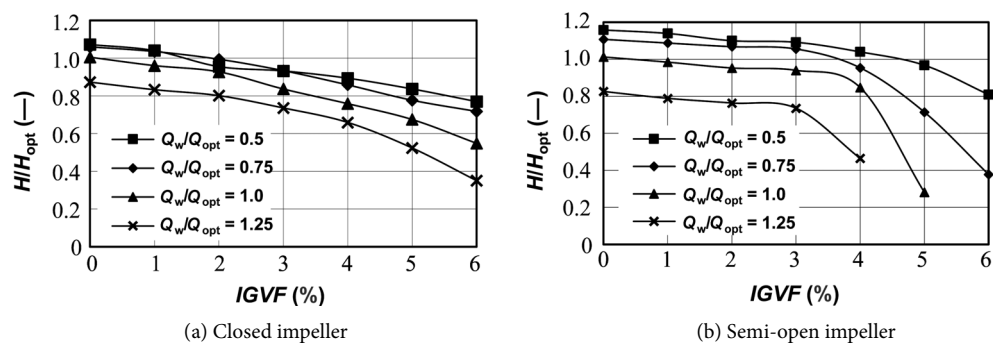 1.2
1.0
0.8
0.6
0.4
0.2
0
H/Hopt (—)
Qw/Qopt = 0.5
Qw/Qopt = 0.75
Qw/Qopt = 1.0
Qw/Qopt = 1.25
0 1 2 3 4 5 6
IGVF (%)
(a) Closed impeller
1.2
1.0
0.8
0.6
0.4
0.2
0
H/Hopt (—)
Qw/Qopt = 0.5
Qw/Qopt = 0.75
Qw/Qopt = 1.0
Qw/Qopt = 1.25
0 1 2 3 4 5 6
IGVF (%)
(b) Semi-open impeller